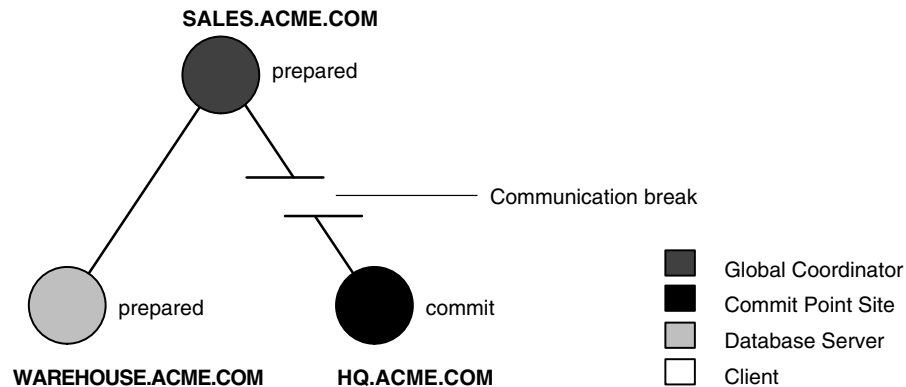 SALES.ACME.COM
prepared
Communication break
prepared
commit
WAREHOUSE.ACME.COM
HQ.ACME.COM
Global Coordinator
Commit Point Site
Database Server
Client